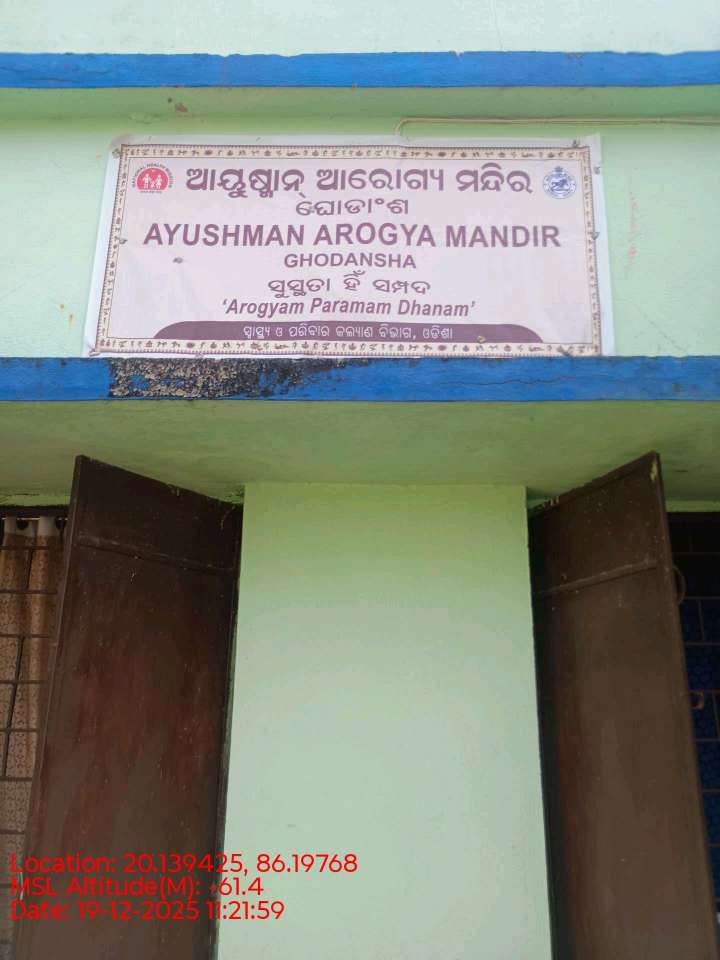 ଆୟୁଷ୍ମାନ୍ ଆରୋଗ୍ୟ ମନ୍ଦିର
ଘୋଡାଂଶ
AYUSHMAN AROGYA MANDIR
GHODANSHA
ସୁସ୍ଥତା ହିଁ ସମ୍ପଦ
'Arogyam Paramam Dhanam'
ସ୍ୱାସ୍ଥ୍ୟ ଓ ପରିବାର କଲ୍ୟାଣ ବିଭାଗ, ଓଡିଶା
Location: 20.139425, 86.19768
MSL Altitude(M): -61.4
Date: 19-12-2025 11:21:59